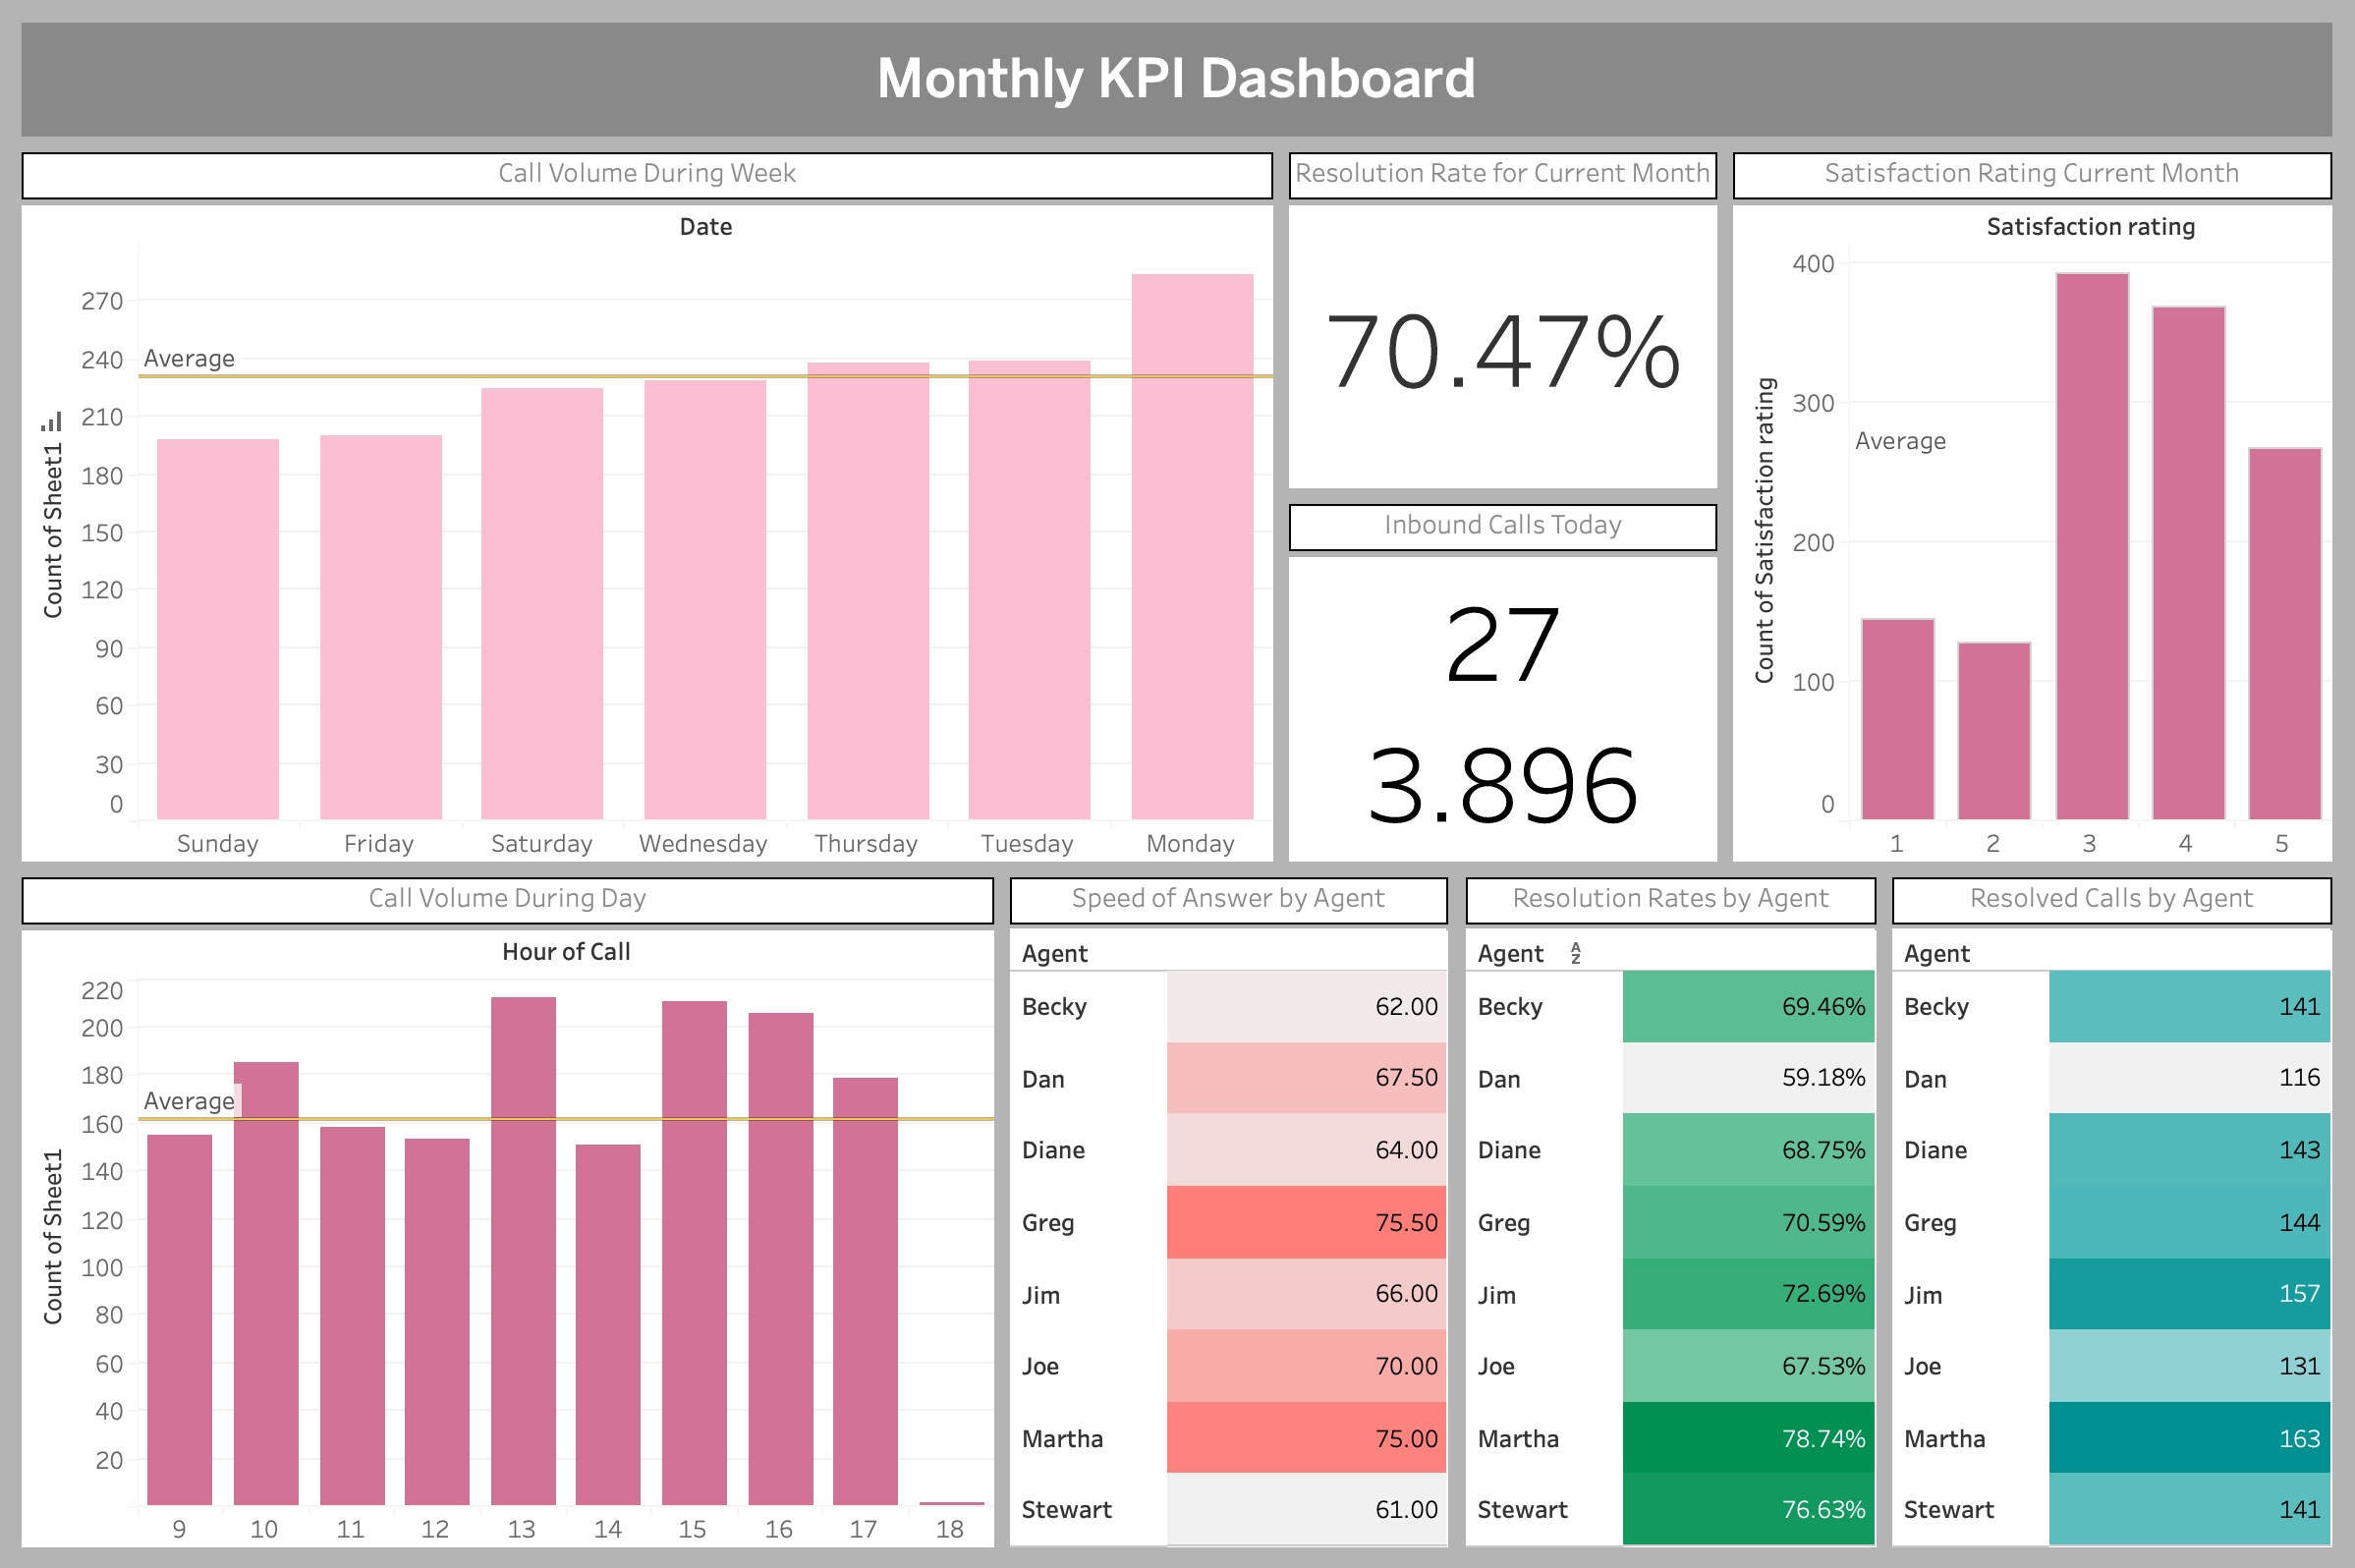 Monthly KPI Dashboard
Call Volume During Week
Date
Count of Sheet1
270
240
210
180
150
120
90
60
30
0
Average
Sunday Friday Saturday Wednesday Thursday Tuesday Monday
Resolution Rate for Current Month
70.47%
Inbound Calls Today
27
3.896
Satisfaction Rating Current Month
Satisfaction rating
Count of Satisfaction rating
400
300
200
100
0
Average
1 2 3 4 5
Call Volume During Day
Hour of Call
Count of Sheet1
220
200
180
160
140
120
100
80
60
40
20
Average
9 10 11 12 13 14 15 16 17 18
Speed of Answer by Agent
Agent
Becky 62.00
Dan 67.50
Diane 64.00
Greg 75.50
Jim 66.00
Joe 70.00
Martha 75.00
Stewart 61.00
Resolution Rates by Agent
Agent A Z
Becky 69.46%
Dan 59.18%
Diane 68.75%
Greg 70.59%
Jim 72.69%
Joe 67.53%
Martha 78.74%
Stewart 76.63%
Resolved Calls by Agent
Agent
Becky 141
Dan 116
Diane 143
Greg 144
Jim 157
Joe 131
Martha 163
Stewart 141